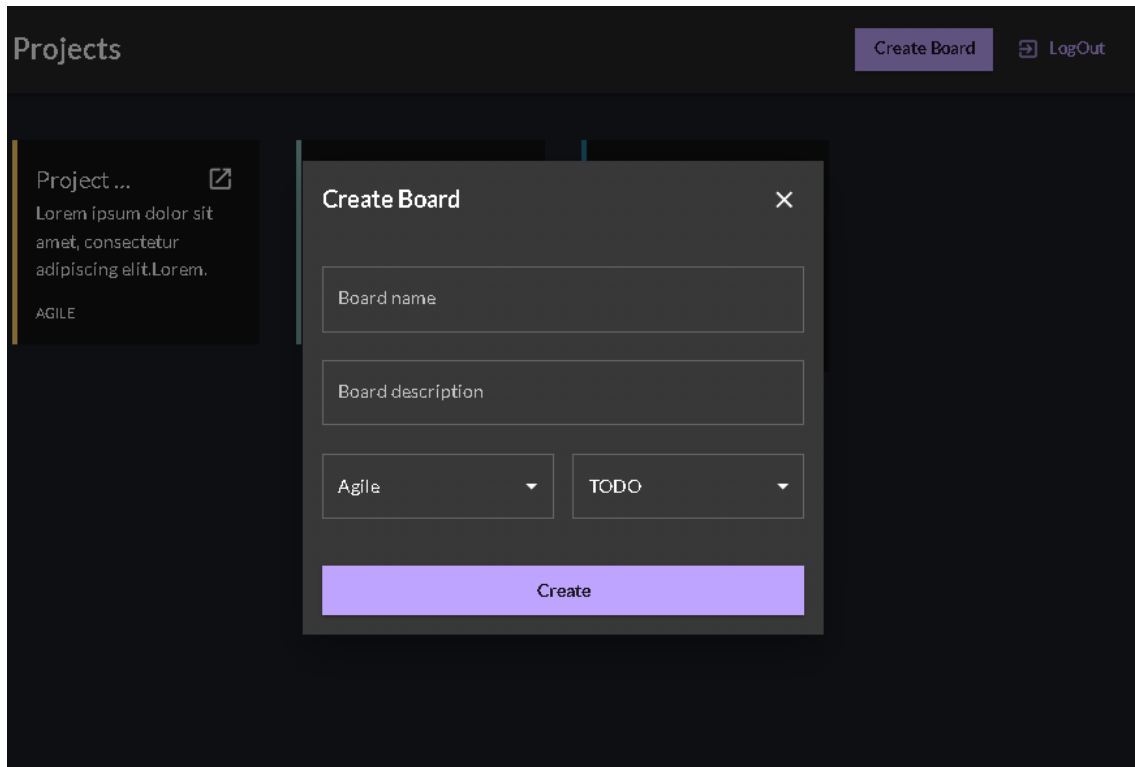 Projects
Create Board
LogOut
Project ...
Lorem ipsum dolor sit
amet, consectetur
adipiscing elit.Lorem.
AGILE
Create Board
Board name
Board description
Agile
TODO
Create